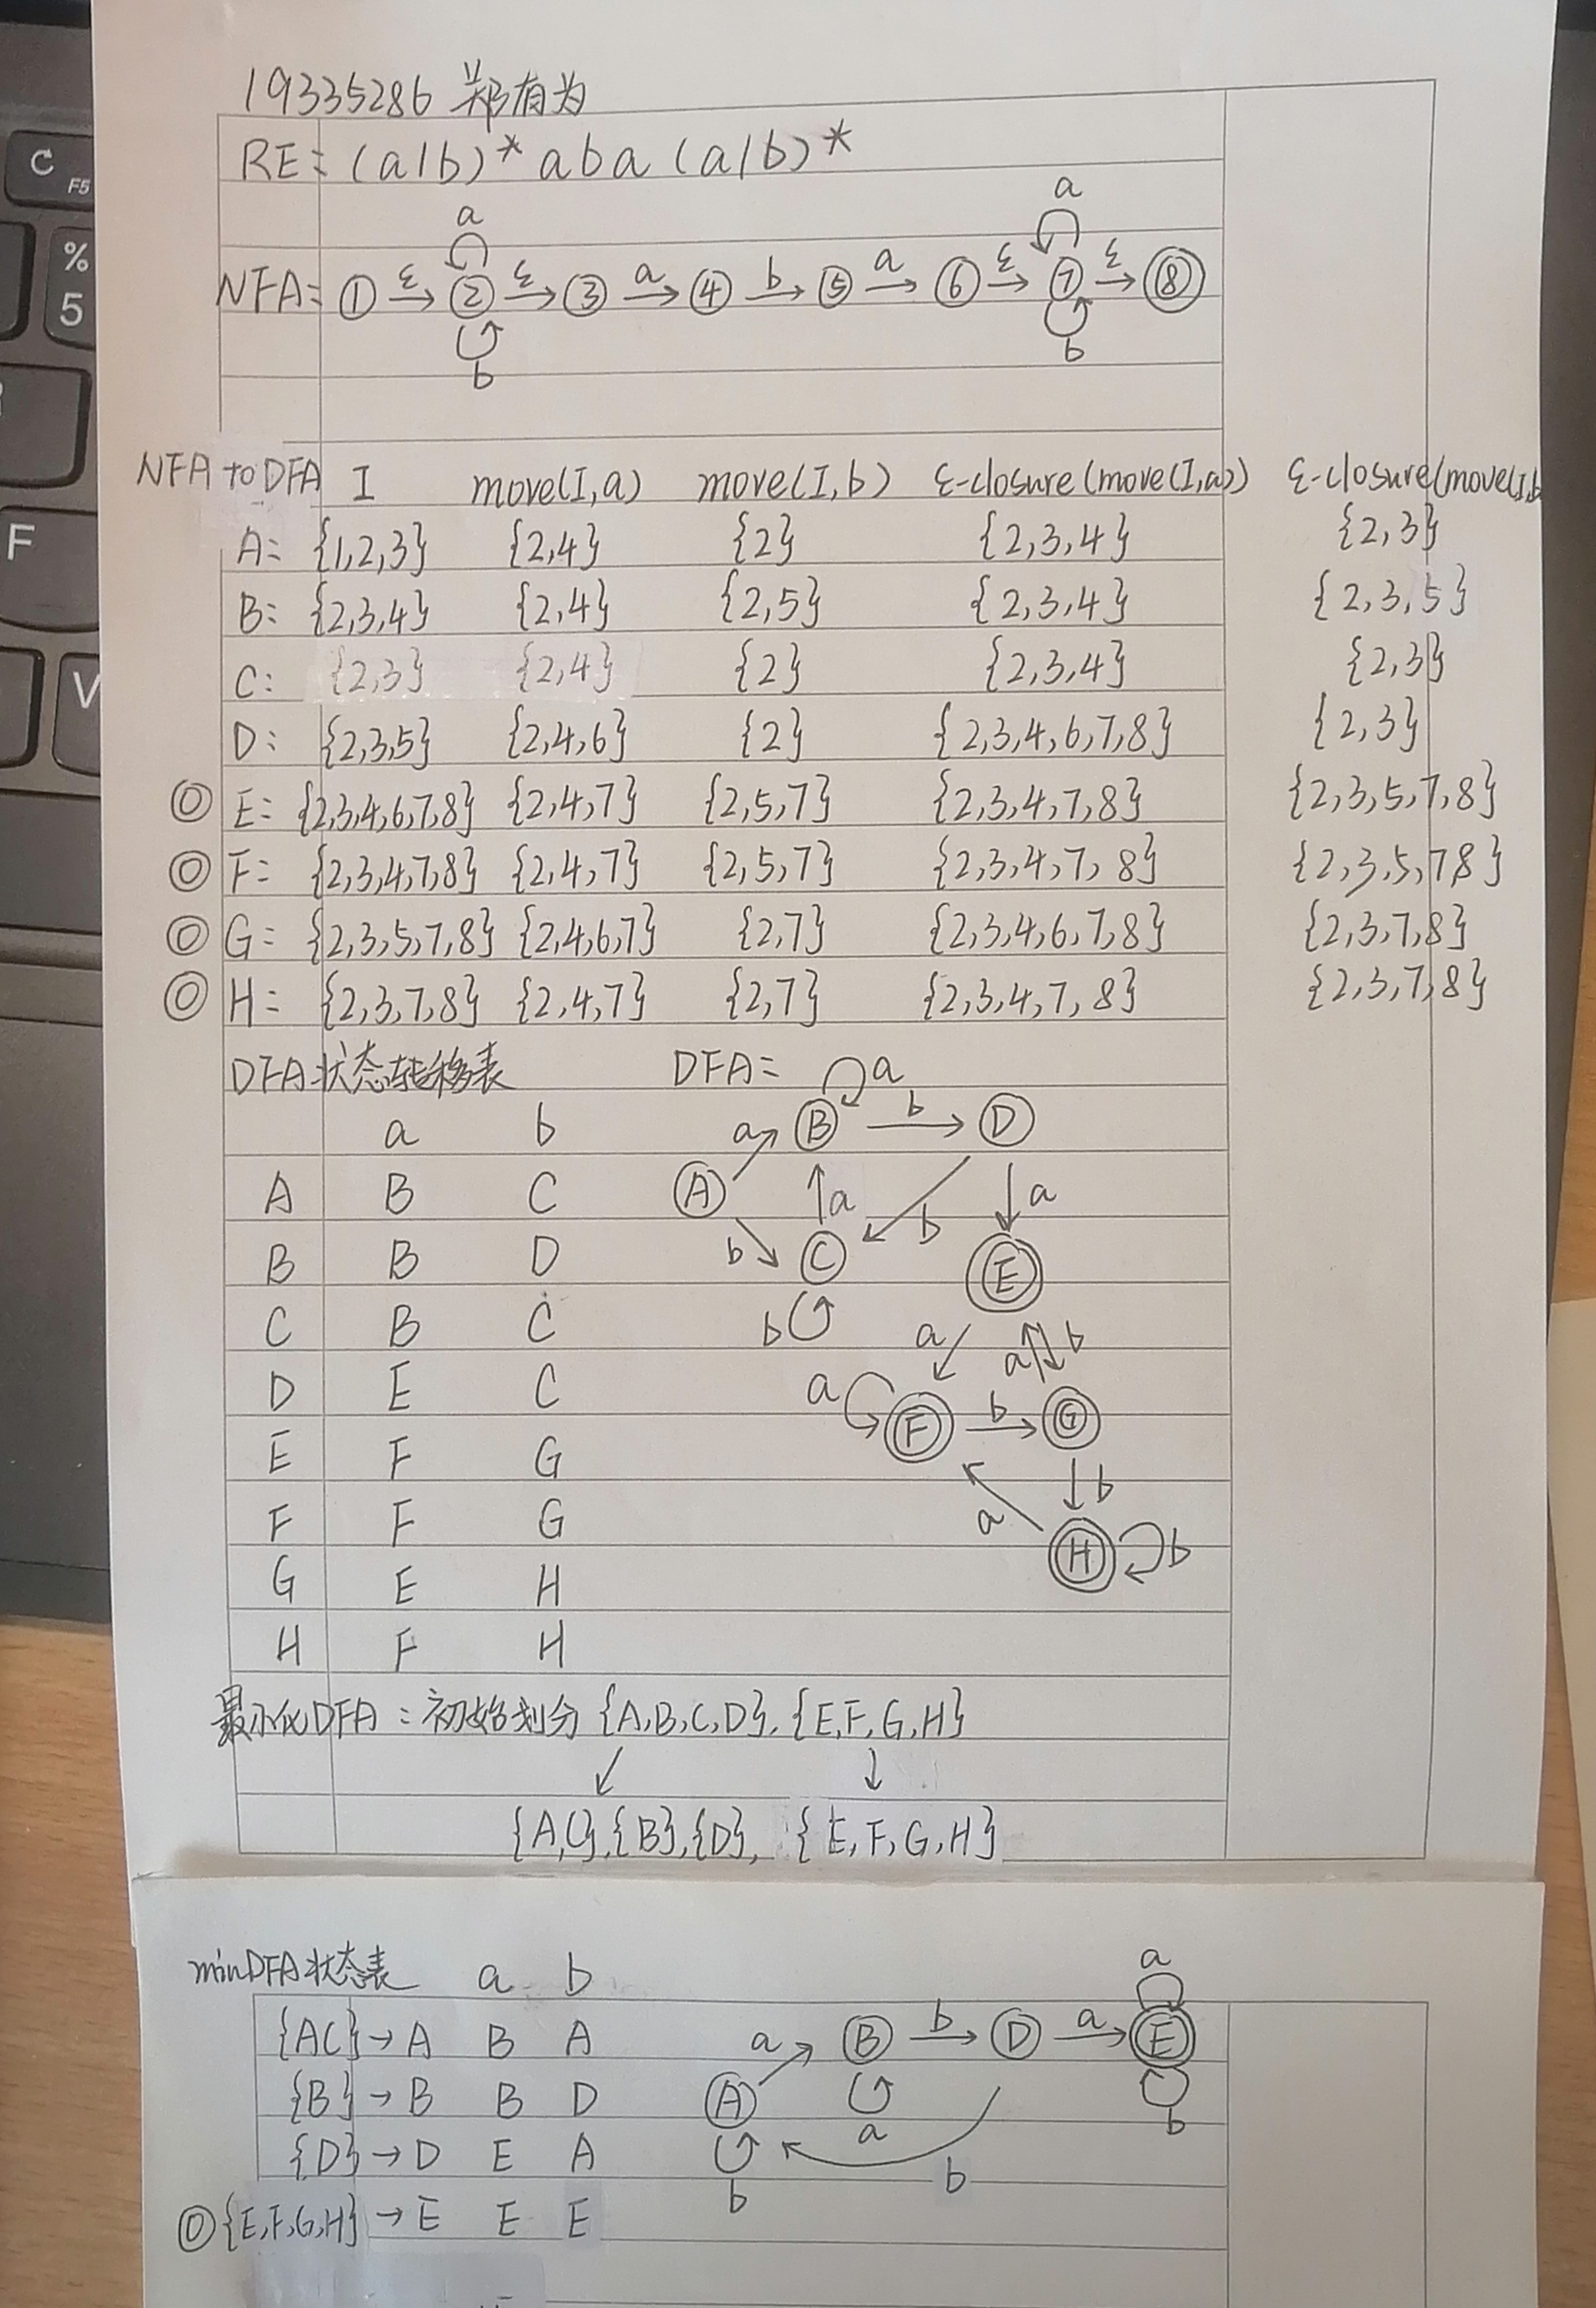 19335286 郑有为
RE: (a|b)* aba (a|b)*
a a
NFA: ① ε ② ε ③ a ④ b ⑤ a ⑥ ε ⑦ ε ⑧
b b
NFA to DFA I move(I,a) move(I,b) ε-closure(move(I,a)) ε-closure(move(I,b
A: {1,2,3} {2,4} {2} {2,3,4} {2,3}
B: {2,3,4} {2,4} {2,5} {2,3,4} {2,3,5}
C: {2,3} {2,4} {2} {2,3,4} {2,3}
D: {2,3,5} {2,4,6} {2} {2,3,4,6,7,8} {2,3}
◎ E: {2,3,4,6,7,8} {2,4,7} {2,5,7} {2,3,4,7,8} {2,3,5,7,8}
◎ F: {2,3,4,7,8} {2,4,7} {2,5,7} {2,3,4,7,8} {2,3,5,7,8}
◎ G: {2,3,5,7,8} {2,4,6,7} {2,7} {2,3,4,6,7,8} {2,3,7,8}
◎ H: {2,3,7,8} {2,4,7} {2,7} {2,3,4,7,8} {2,3,7,8}
DFA状态转移表 DFA: a
a b a B b D
A B C A a b a
B B D b C E
C B C b a a b
D E C a F b G
E F G b
F F G a H b
G E H
H F H
最小化DFA:初始划分 {A,B,C,D}, {E,F,G,H}
{A,C},{B},{D}, {E,F,G,H}
minDFA状态表 a b a
{AC}→A B A a B b D a E
{B}→B B D A a b
{D}→D E A b b
◎{E,F,G,H}→E E E
C
F5
%
5
F
V